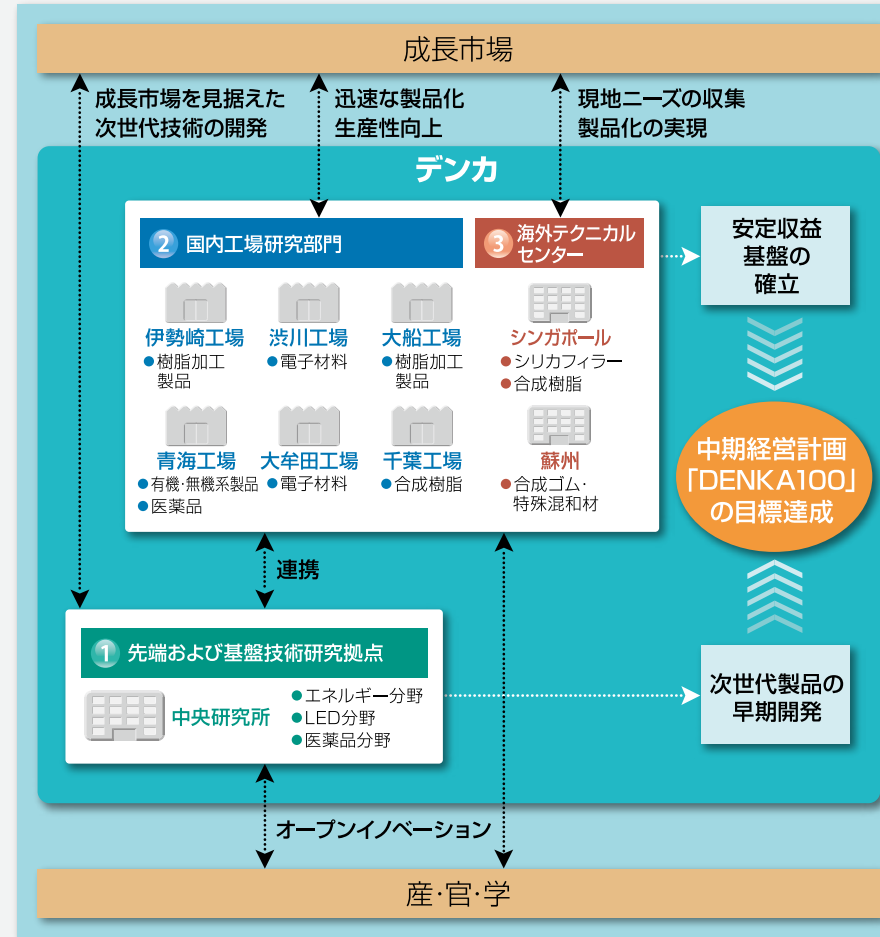 成長市場
成長市場を見据えた
次世代技術の開発
迅速な製品化
生産性向上
現地ニーズの収集
製品化の実現
デンカ
2 国内工場研究部門
3 海外テクニカル
センター
伊勢崎工場
●樹脂加工
製品
渋川工場
●電子材料
大船工場
●樹脂加工
製品
シンガポール
●シリカフィラー
●合成樹脂
青海工場
●有機・無機系製品
●医薬品
大牟田工場
●電子材料
千葉工場
●合成樹脂
蘇州
●合成ゴム・
特殊混和材
安定収益
基盤の
確立
中期経営計画
「DENKA100」
の目標達成
連携
1 先端および基盤技術研究拠点
中央研究所
●エネルギー分野
●LED分野
●医薬品分野
次世代製品の
早期開発
オープンイノベーション
産・官・学